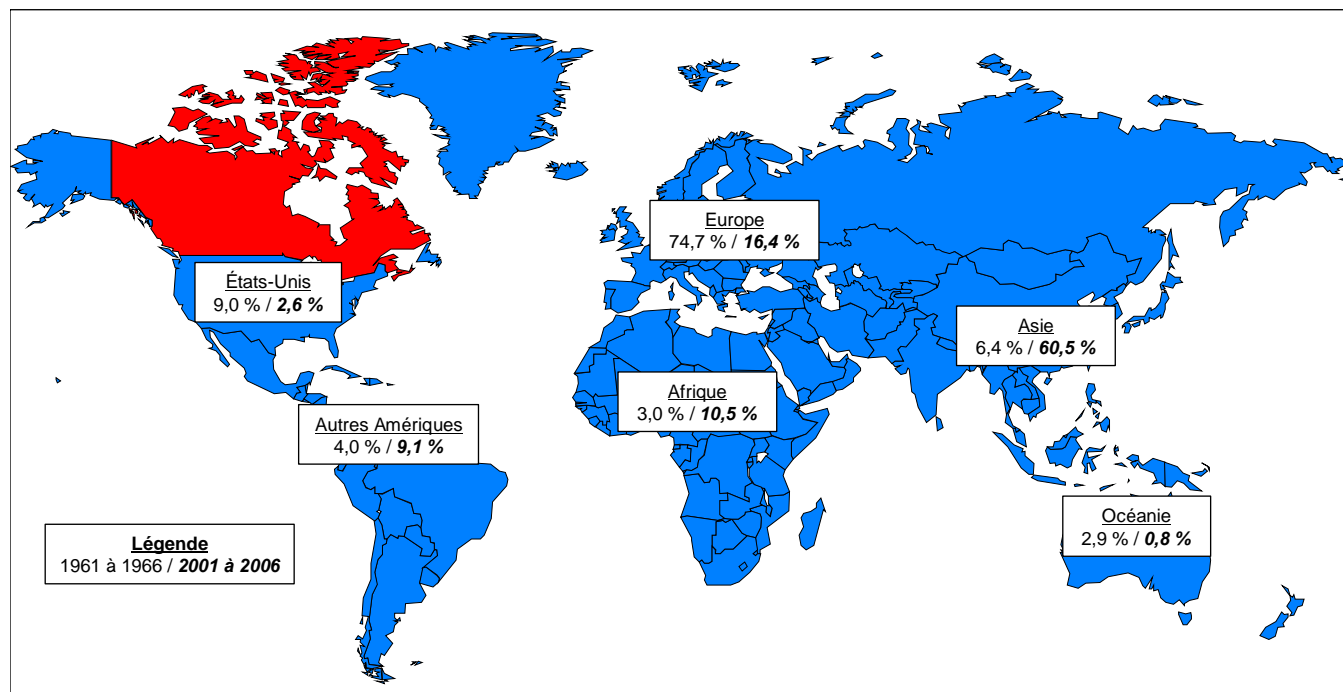 Europe
74,7 % / 16,4 %
États-Unis
9,0 % / 2,6 %
Asie
6,4 % / 60,5 %
Afrique
3,0 % / 10,5 %
Autres Amériques
4,0 % / 9,1 %
Océanie
2,9 % / 0,8 %
Légende
1961 à 1966 / 2001 à 2006